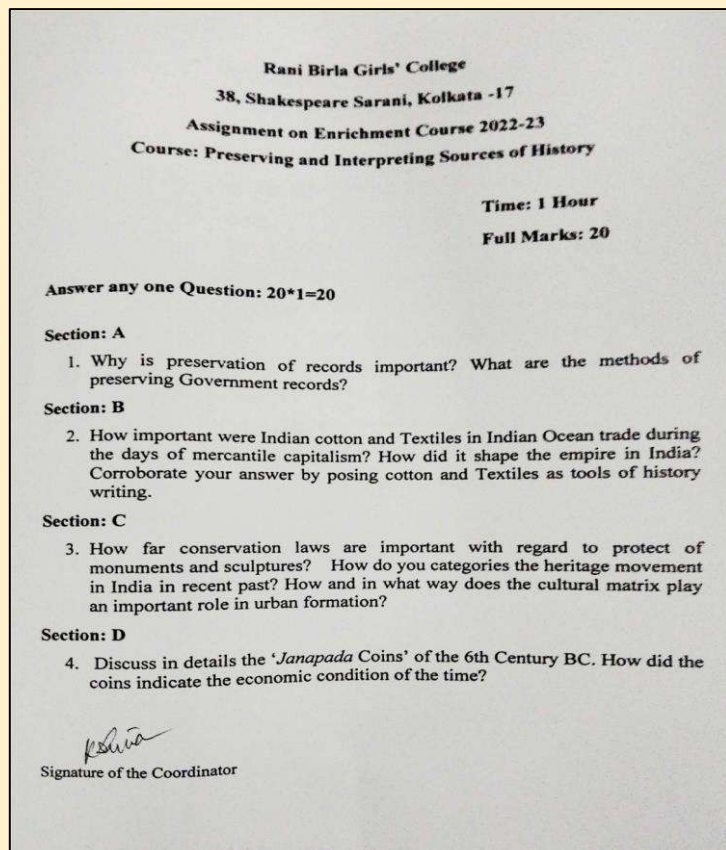 Rani Birla Girls' College
38, Shakespeare Sarani, Kolkata -17
Assignment on Enrichment Course 2022-23
Course: Preserving and Interpreting Sources of History
Time: 1 Hour
Full Marks: 20
Answer any one Question: 20*1=20
Section: A
1. Why is preservation of records important? What are the methods of
preserving Government records?
Section: B
2. How important were Indian cotton and Textiles in Indian Ocean trade during
the days of mercantile capitalism? How did it shape the empire in India?
Corroborate your answer by posing cotton and Textiles as tools of history
writing.
Section: C
3. How far conservation laws are important with regard to protect of
monuments and sculptures? How do you categories the heritage movement
in India in recent past? How and in what way does the cultural matrix play
an important role in urban formation?
Section: D
4. Discuss in details the 'Janapada Coins' of the 6th Century BC. How did the
coins indicate the economic condition of the time?
Signature of the Coordinator